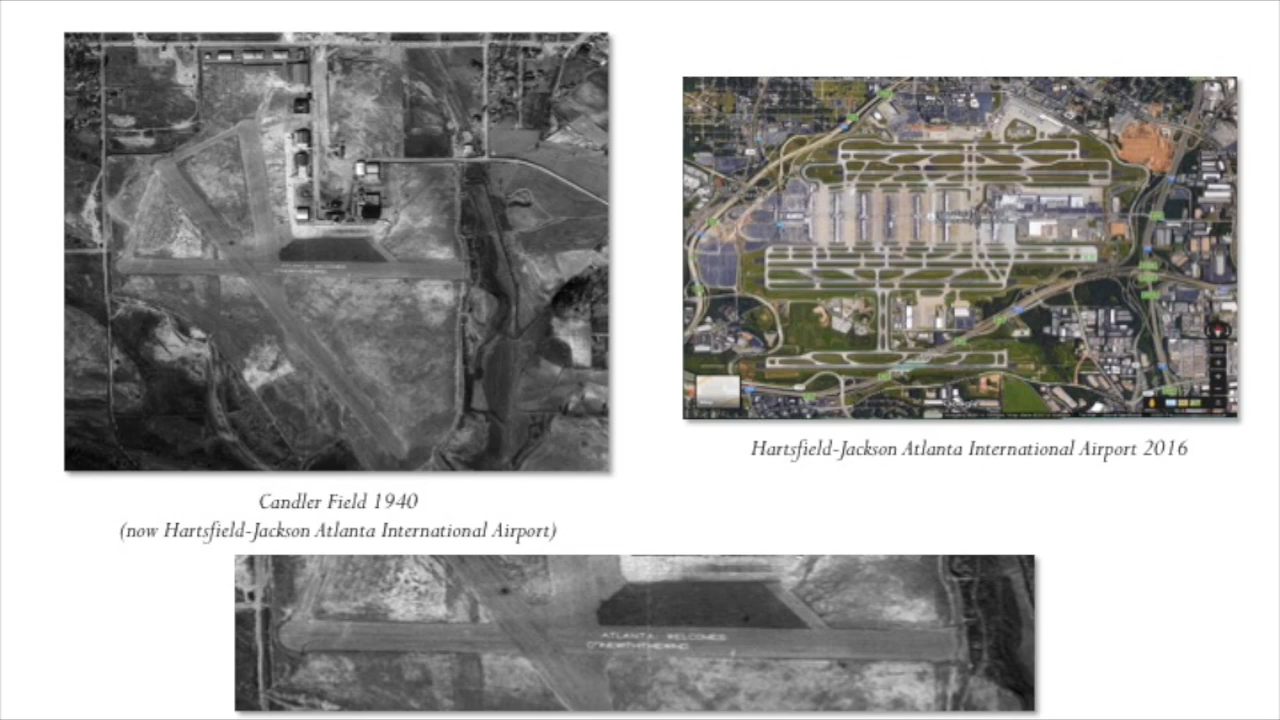 Candler Field 1940
(now Hartsfield-Jackson Atlanta International Airport)
Hartsfield-Jackson Atlanta International Airport 2016
ATLANTA WELCOMES